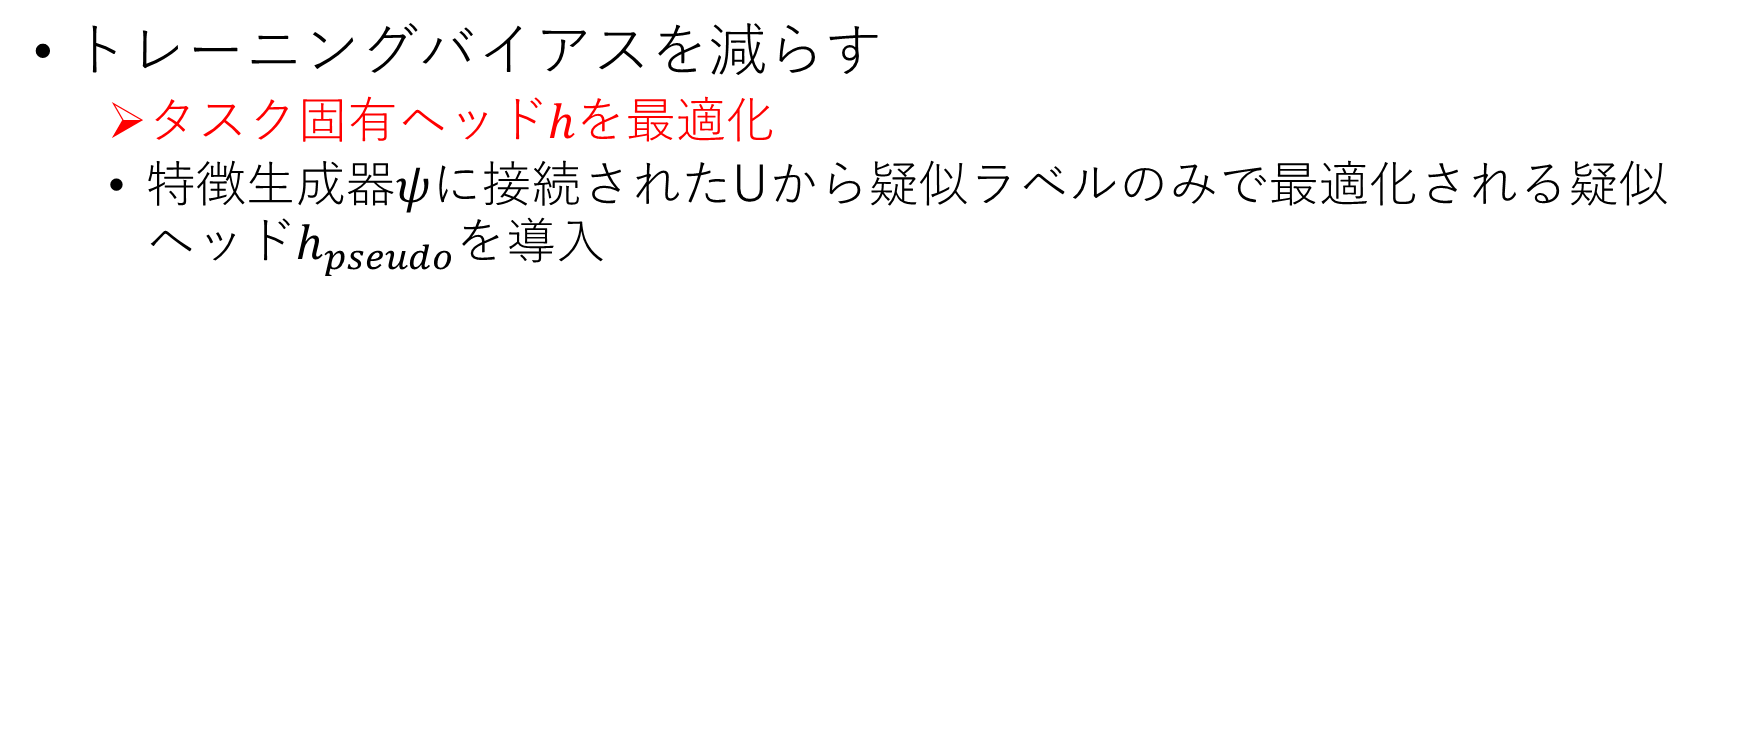 • トレーニングバイアスを減らす
➢タスク固有ヘッドhを最適化
• 特徴生成器ψに接続されたUから疑似ラベルのみで最適化される疑似
ヘッドh_pseudoを導入